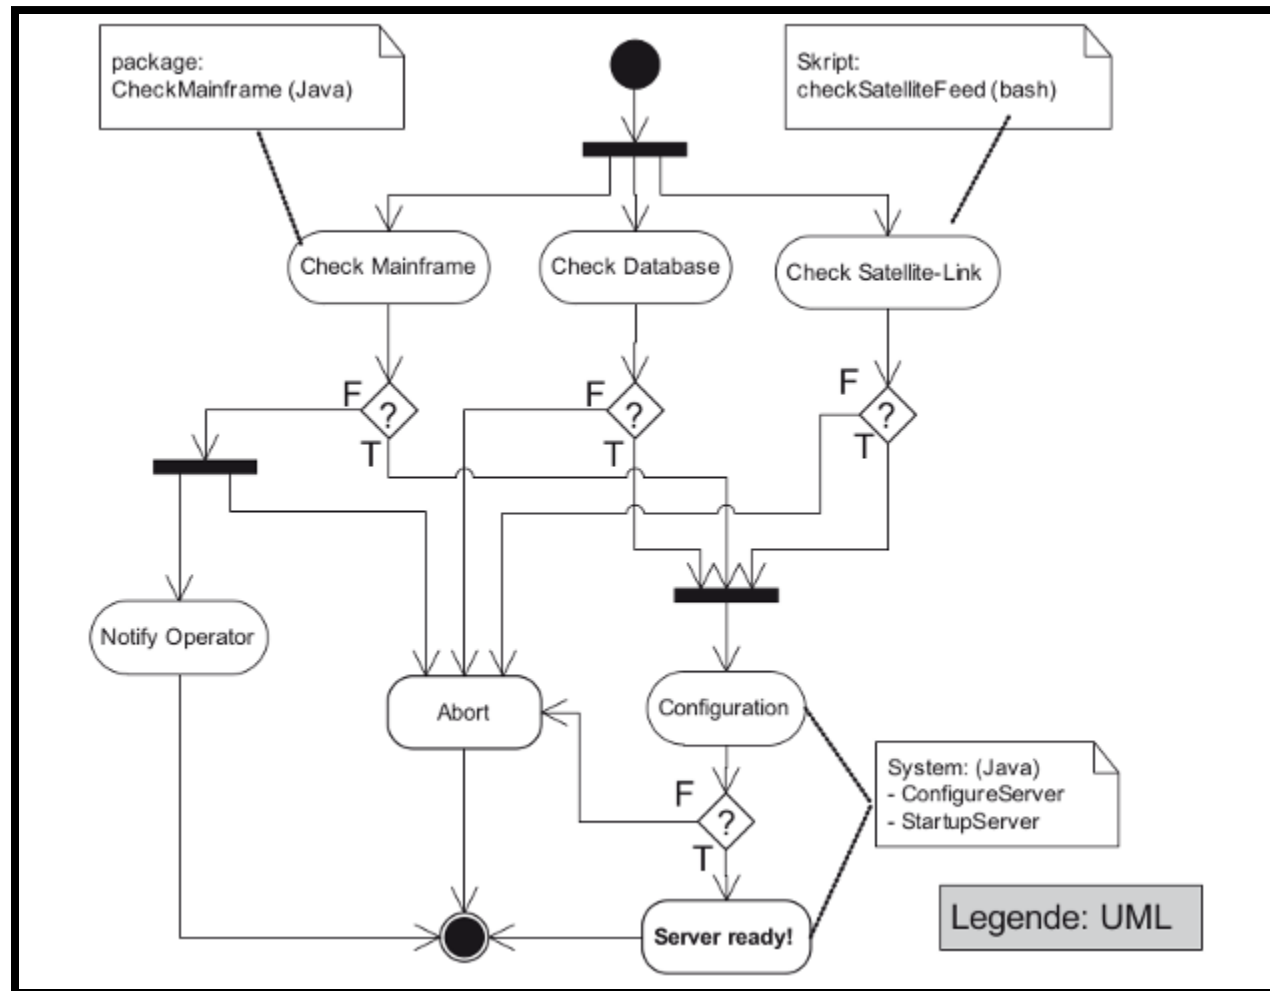 package:
CheckMainframe (Java)
Skript:
checkSatelliteFeed (bash)
Check Mainframe
Check Database
Check Satellite-Link
F
?
T
F
?
T
F
?
T
Notify Operator
Abort
Configuration
System: (Java)
- ConfigureServer
- StartupServer
F
?
T
Server ready!
Legende: UML